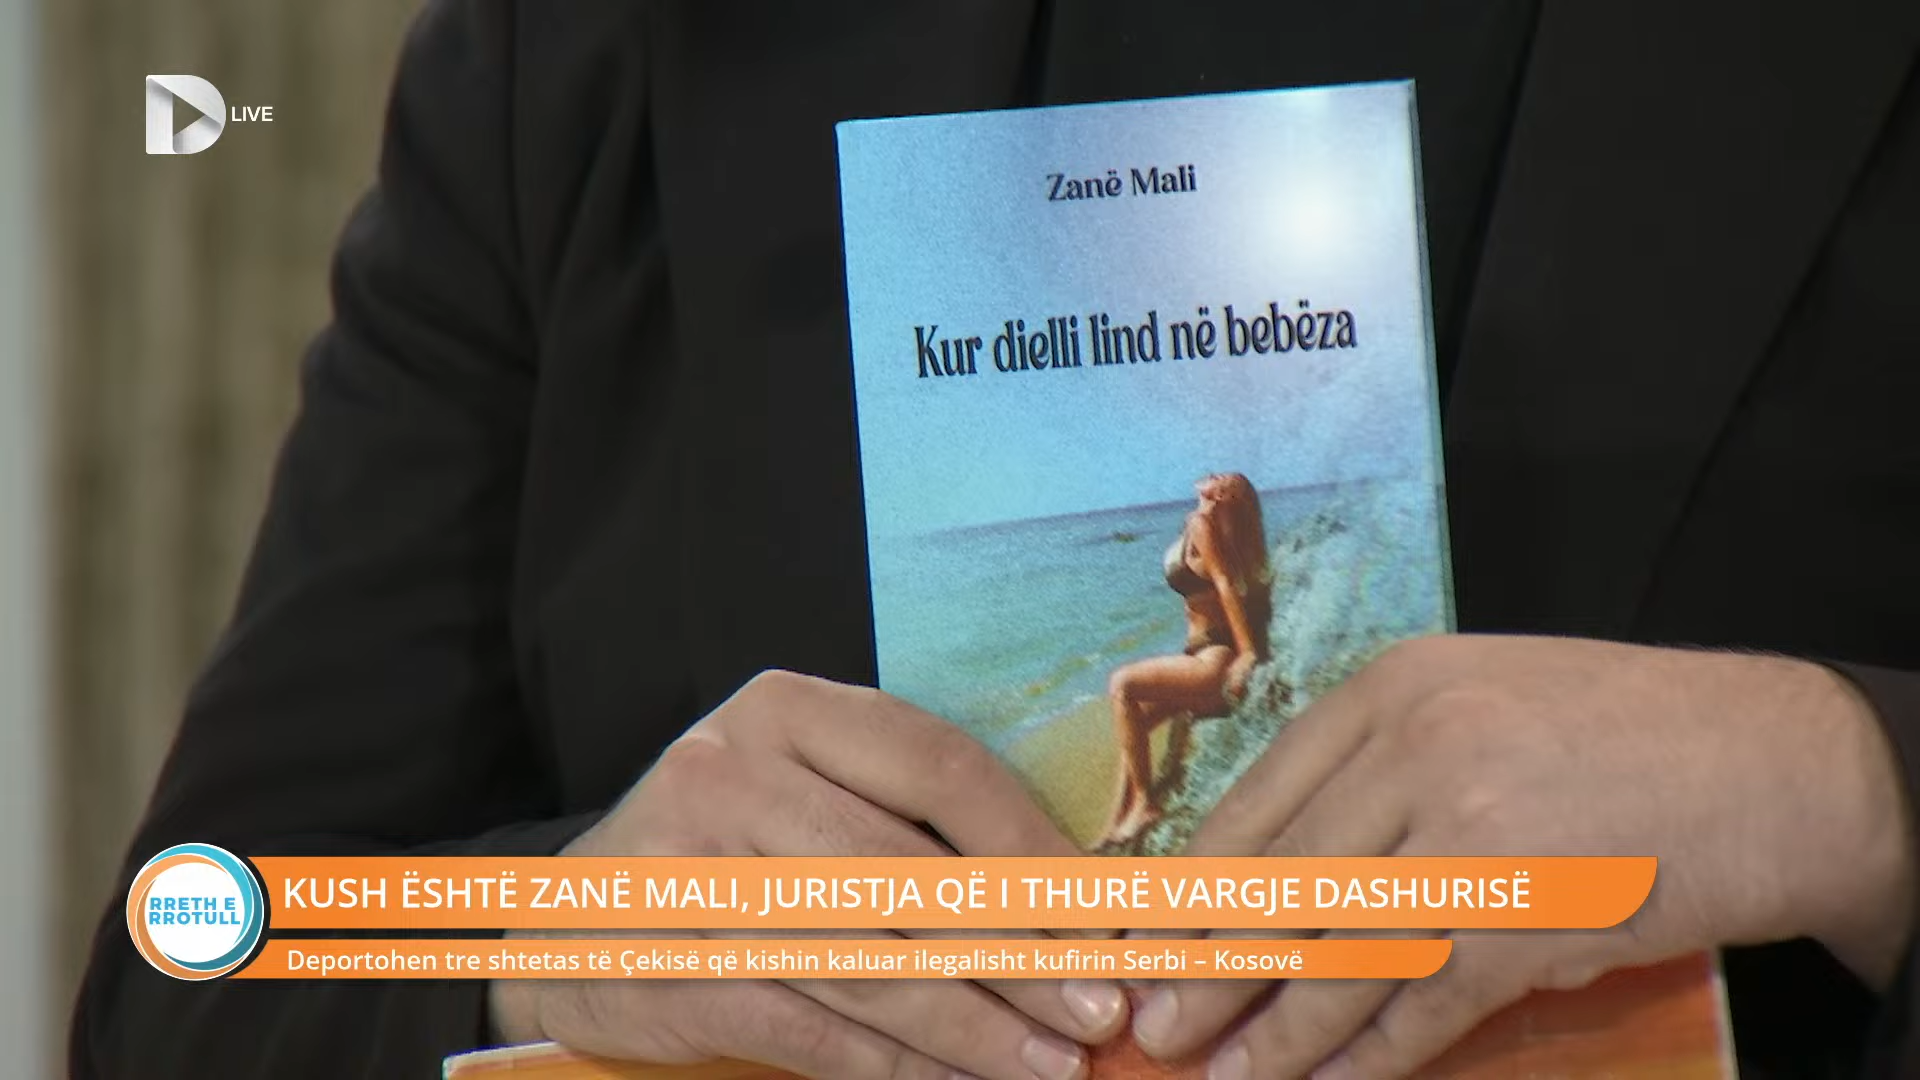 LIVE
Zanë Mali
Kur dielli lind në bebëza
RRETH E
RROTULL
KUSH ËSHTË ZANË MALI, JURISTJA QË I THURË VARGJE DASHURISË
Deportohen tre shtetas të Çekisë që kishin kaluar ilegalisht kufirin Serbi – Kosovë